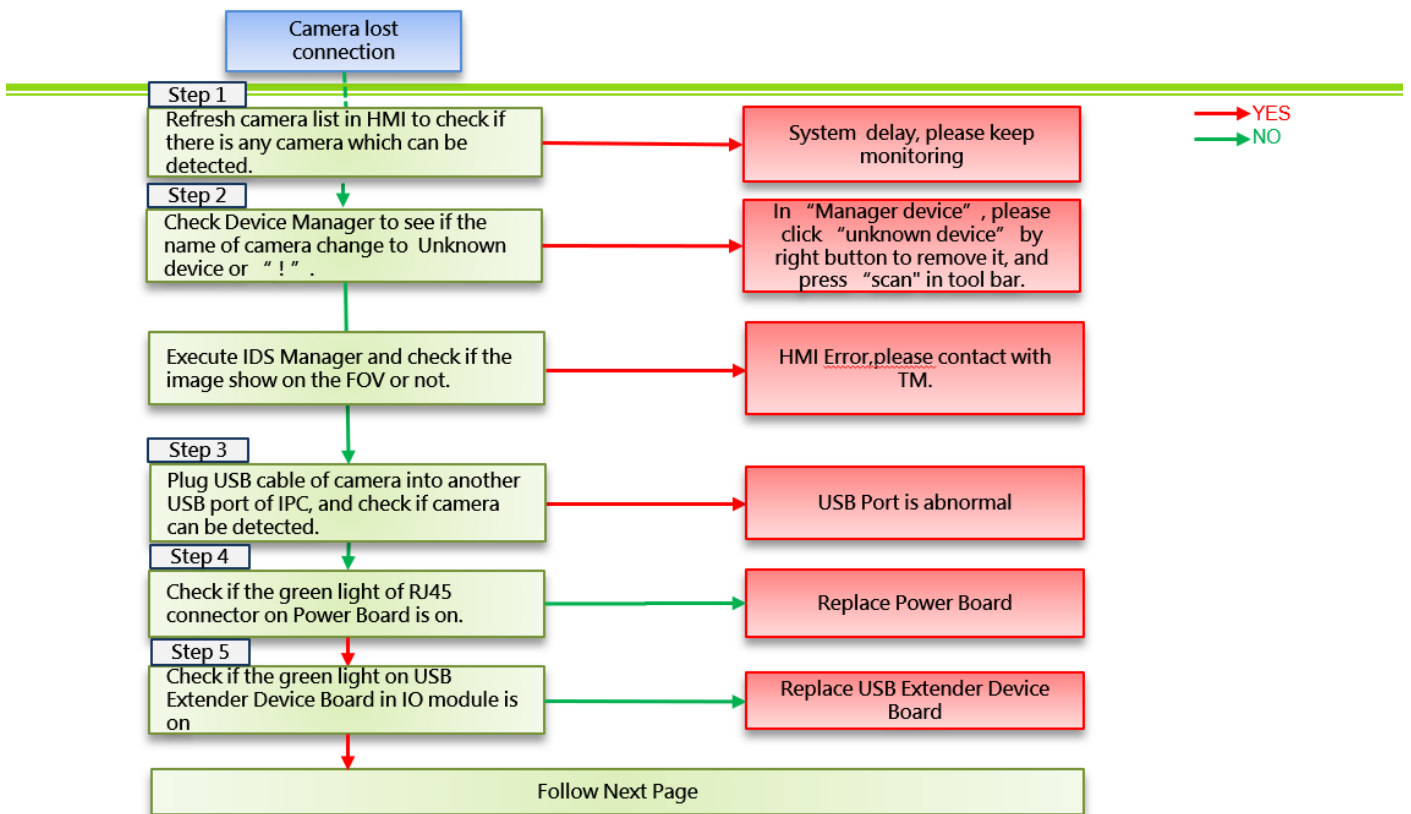 Camera lost
connection
Step 1
Refresh camera list in HMI to check if
there is any camera which can be
detected.
System delay, please keep
monitoring
YES
NO
Step 2
Check Device Manager to see if the
name of camera change to Unknown
device or “ ! ” .
In “Manager device” , please
click “unknown device” by
right button to remove it, and
press “scan" in tool bar.
Execute IDS Manager and check if the
image show on the FOV or not.
HMI Error,please contact with
TM.
Step 3
Plug USB cable of camera into another
USB port of IPC, and check if camera
can be detected.
USB Port is abnormal
Step 4
Check if the green light of RJ45
connector on Power Board is on.
Replace Power Board
Step 5
Check if the green light on USB
Extender Device Board in IO module is
on
Replace USB Extender Device
Board
Follow Next Page